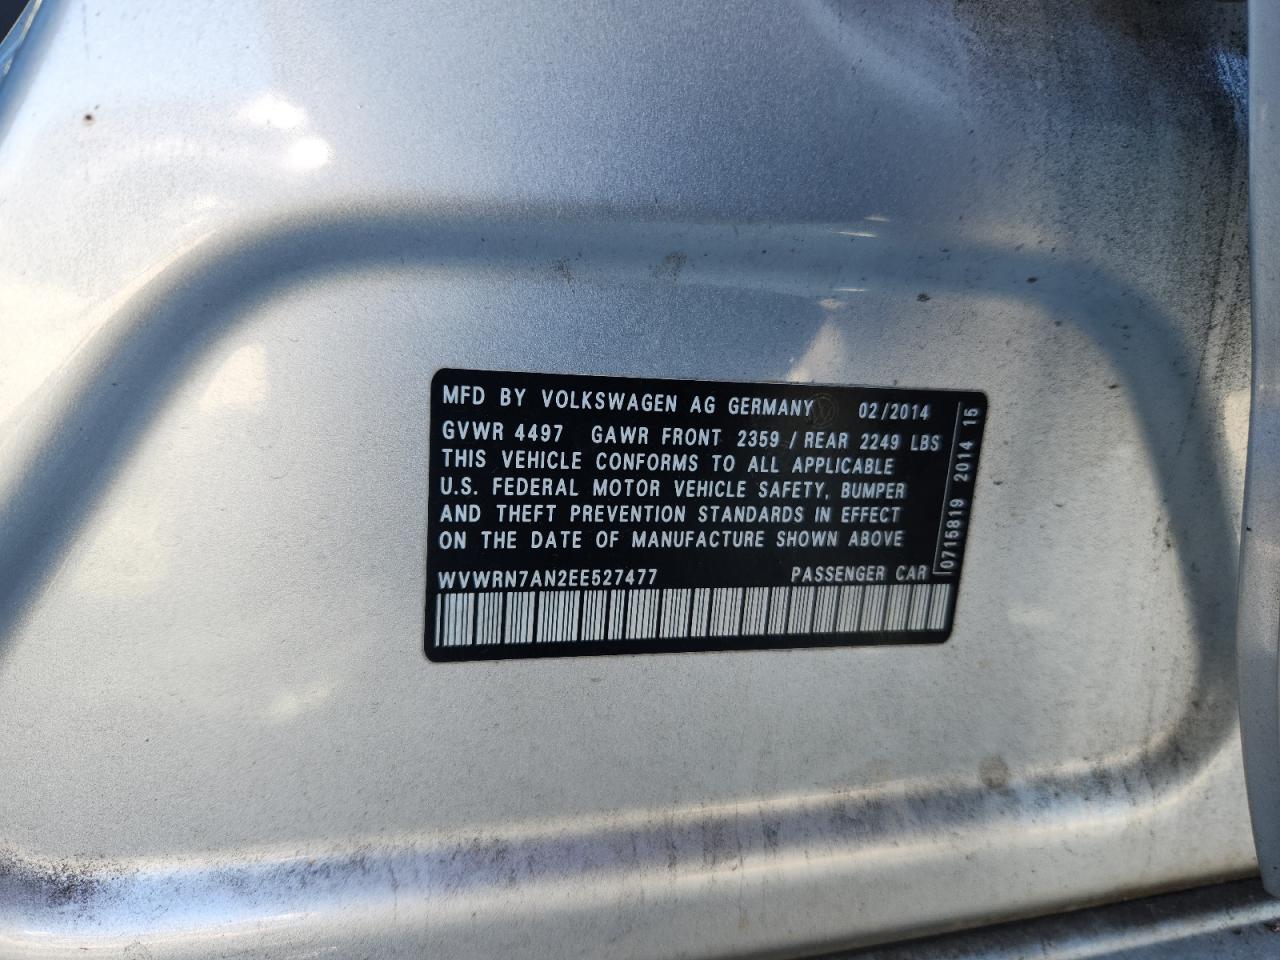 MFD BY VOLKSWAGEN AG GERMANY 02/2014
GVWR 4497 GAWR FRONT 2359 / REAR 2249 LBS
THIS VEHICLE CONFORMS TO ALL APPLICABLE
U.S. FEDERAL MOTOR VEHICLE SAFETY, BUMPER
AND THEFT PREVENTION STANDARDS IN EFFECT
ON THE DATE OF MANUFACTURE SHOWN ABOVE
WVWRN7AN2EE527477 PASSENGER CAR
0715819 2014 15